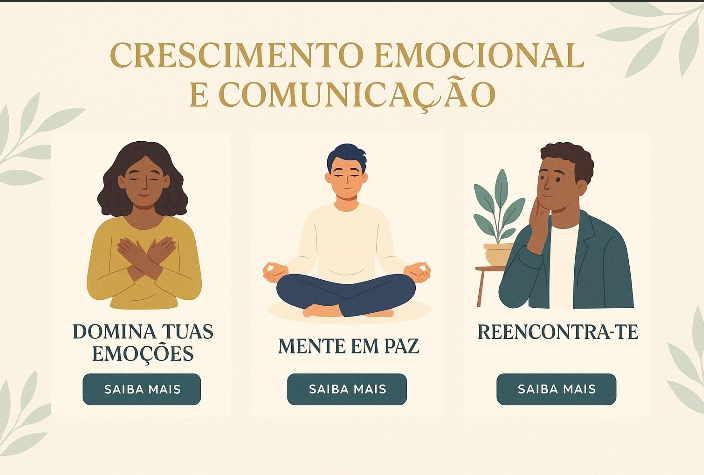 CRESCIMENTO EMOCIONAL
E COMUNICAÇÃO
DOMINA TUAS
EMOÇÕES
SAIBA MAIS
MENTE EM PAZ
SAIBA MAIS
REENCONTRA-TE
SAIBA MAIS